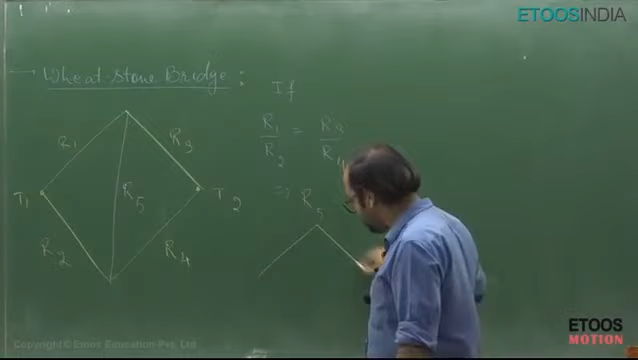 ETOOSINDIA
→ Wheat-stone Bridge :
If
R1/R2 = R3/R4
R1
R3
T1
R5
T2
R2
R4
⇒ R5
Copyright © Etoos Education Pvt. Ltd
ETOOS
MOTION